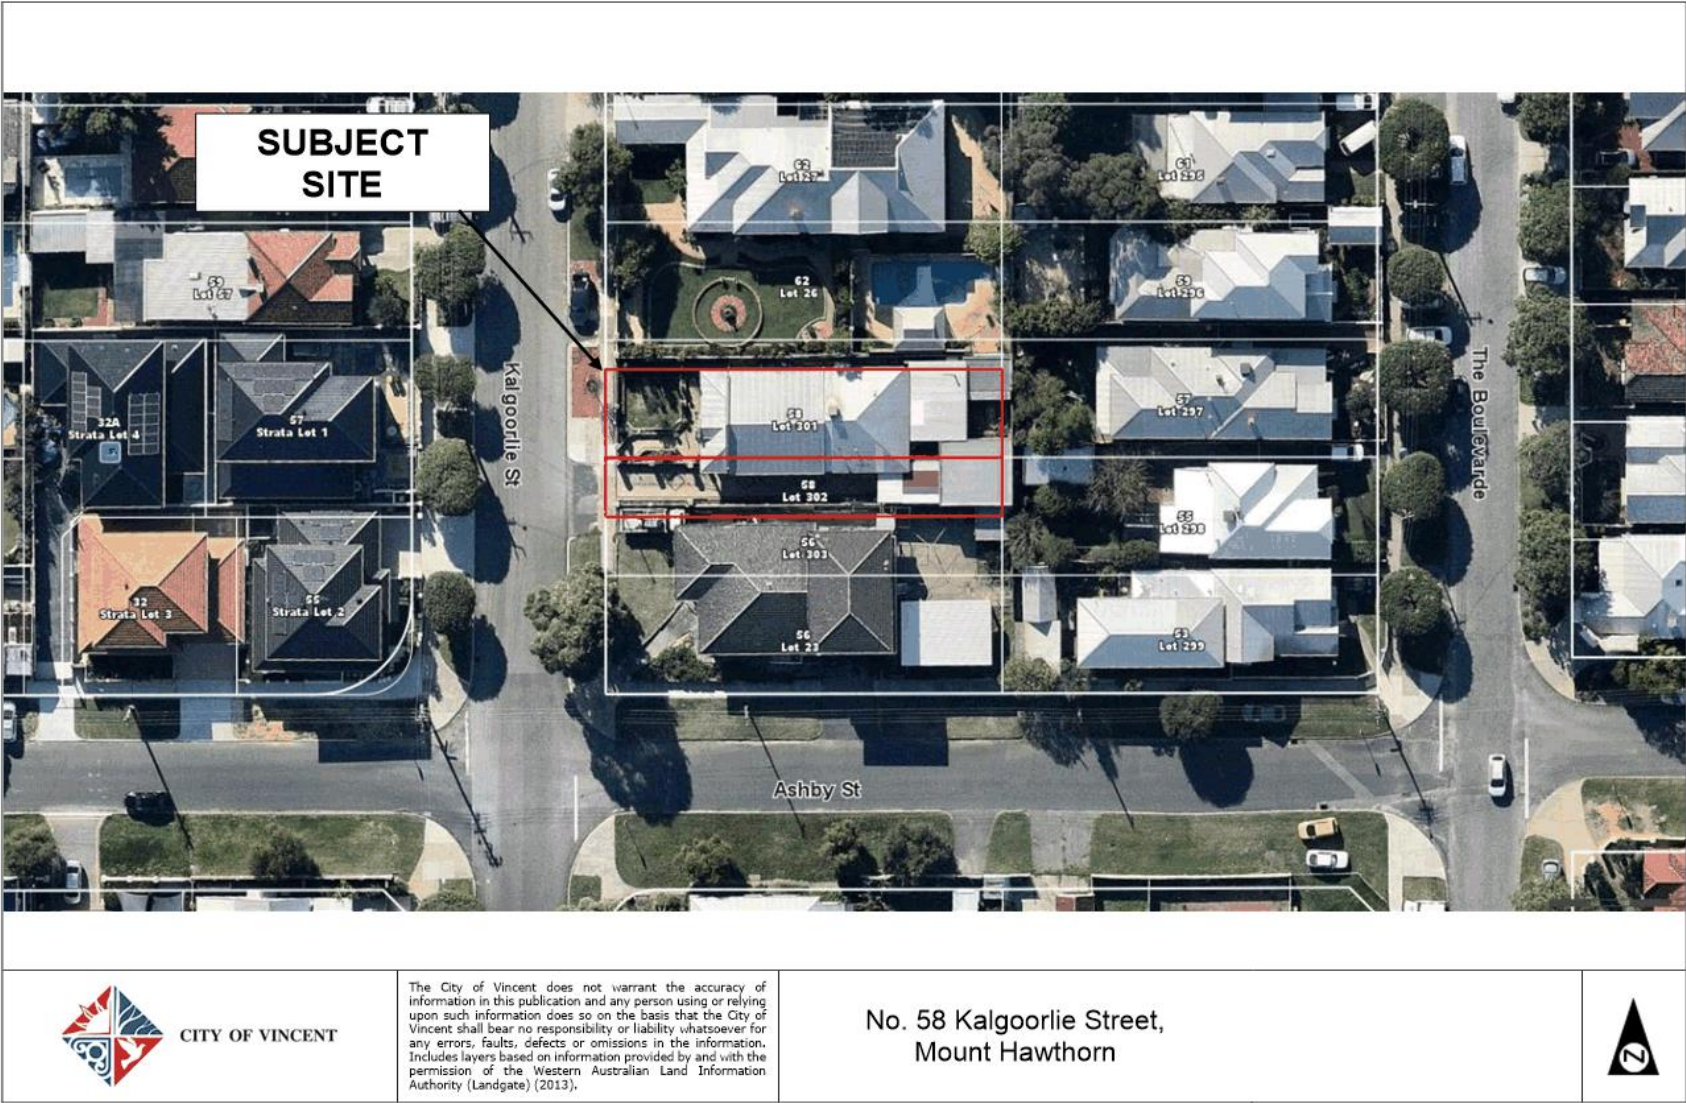 SUBJECT
SITE
62
Lot 27
61
Lot 295
59
Lot 57
62
Lot 26
59
Lot 296
Kalgoorlie St
The Boulevarde
32A
Strata Lot 4
57
Strata Lot 1
58
Lot 301
57
Lot 297
58
Lot 302
55
Lot 298
56
Lot 303
32
Strata Lot 3
55
Strata Lot 2
56
Lot 23
53
Lot 299
Ashby St
CITY OF VINCENT
The City of Vincent does not warrant the accuracy of
information in this publication and any person using or relying
upon such information does so on the basis that the City of
Vincent shall bear no responsibility or liability whatsoever for
any errors, faults, defects or omissions in the information.
Includes layers based on information provided by and with the
permission of the Western Australian Land Information
Authority (Landgate) (2013).
No. 58 Kalgoorlie Street,
Mount Hawthorn
N